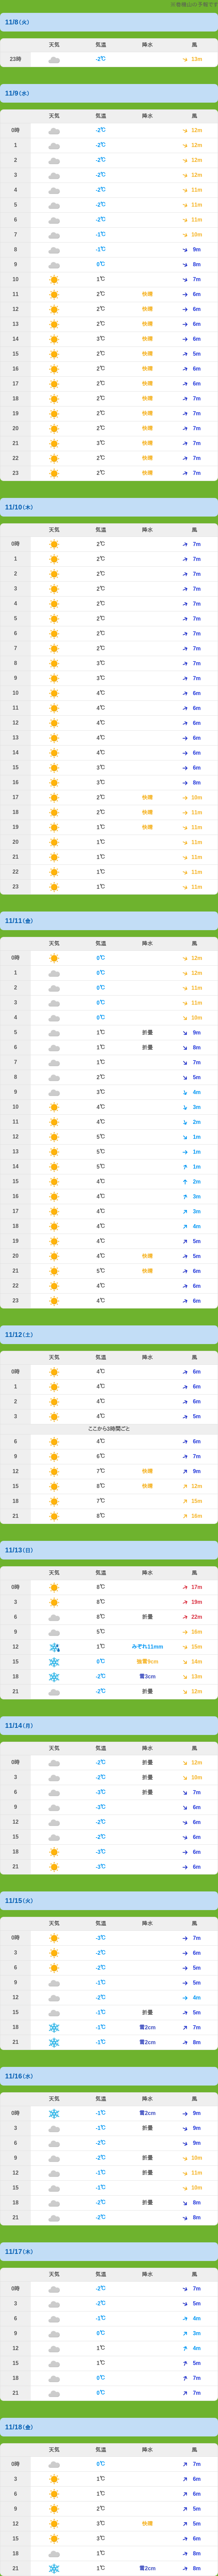 11/8(火)
天気 気温 降水 風
23時 -2℃ 13m
11/9(水)
天気 気温 降水 風
0時 -2℃ 12m
1 -2℃ 12m
2 -2℃ 12m
3 -2℃ 12m
4 -2℃ 11m
5 -2℃ 11m
6 -2℃ 11m
7 -1℃ 10m
8 -1℃ 9m
9 0℃ 8m
10 1℃ 7m
11 2℃ 快晴 6m
12 2℃ 快晴 6m
13 2℃ 快晴 6m
14 3℃ 快晴 6m
15 2℃ 快晴 5m
16 2℃ 快晴 6m
17 2℃ 快晴 6m
18 2℃ 快晴 7m
19 2℃ 快晴 7m
20 2℃ 快晴 7m
21 3℃ 快晴 7m
22 2℃ 快晴 7m
23 2℃ 快晴 7m
11/10(木)
天気 気温 降水 風
0時 2℃ 7m
1 2℃ 7m
2 2℃ 7m
3 2℃ 7m
4 2℃ 7m
5 2℃ 7m
6 2℃ 7m
7 2℃ 7m
8 3℃ 7m
9 3℃ 7m
10 4℃ 6m
11 4℃ 6m
12 4℃ 6m
13 4℃ 6m
14 4℃ 6m
15 3℃ 6m
16 3℃ 8m
17 2℃ 快晴 10m
18 2℃ 快晴 11m
19 1℃ 快晴 11m
20 1℃ 11m
21 1℃ 11m
22 1℃ 11m
23 1℃ 11m
11/11(金)
天気 気温 降水 風
0時 0℃ 12m
1 0℃ 12m
2 0℃ 11m
3 0℃ 11m
4 0℃ 10m
5 1℃ 折畳 9m
6 1℃ 折畳 8m
7 1℃ 7m
8 2℃ 5m
9 3℃ 4m
10 4℃ 3m
11 4℃ 2m
12 5℃ 1m
13 5℃ 1m
14 5℃ 1m
15 4℃ 2m
16 4℃ 3m
17 4℃ 3m
18 4℃ 4m
19 4℃ 5m
20 4℃ 快晴 5m
21 5℃ 快晴 6m
22 4℃ 6m
23 4℃ 6m
11/12(土)
天気 気温 降水 風
0時 4℃ 6m
1 4℃ 6m
2 4℃ 6m
3 4℃ 5m
ここから3時間ごと
6 4℃ 6m
9 6℃ 7m
12 7℃ 快晴 9m
15 8℃ 快晴 12m
18 7℃ 15m
21 8℃ 16m
11/13(日)
天気 気温 降水 風
0時 8℃ 17m
3 8℃ 19m
6 8℃ 折畳 22m
9 5℃ 16m
12 1℃ みぞれ11mm 15m
15 0℃ 14m
18 -2℃ 雪3cm 13m
21 -2℃ 折畳 12m
11/14(月)
天気 気温 降水 風
0時 -2℃ 折畳 12m
3 -2℃ 折畳 10m
6 -3℃ 折畳 7m
9 -3℃ 6m
12 -2℃ 6m
15 -2℃ 6m
18 -3℃ 6m
21 -3℃ 6m
11/15(火)
天気 気温 降水 風
0時 -3℃ 7m
3 -2℃ 6m
6 -2℃ 5m
9 -1℃ 5m
12 -2℃ 4m
15 -1℃ 折畳 5m
18 -1℃ 雪2cm 7m
21 -1℃ 雪2cm 8m
11/16(水)
天気 気温 降水 風
0時 -1℃ 雪2cm 9m
3 -1℃ 折畳 9m
6 -2℃ 9m
9 -2℃ 折畳 10m
12 -1℃ 折畳 11m
15 -1℃ 10m
18 -2℃ 折畳 8m
21 -2℃ 8m
11/17(木)
天気 気温 降水 風
0時 -2℃ 7m
3 -2℃ 5m
6 -1℃ 4m
9 0℃ 3m
12 1℃ 4m
15 1℃ 5m
18 0℃ 7m
21 0℃ 7m
11/18(金)
天気 気温 降水 風
0時 0℃ 7m
3 1℃ 6m
6 1℃ 6m
9 2℃ 5m
12 3℃ 快晴 5m
15 3℃ 6m
18 1℃ 8m
21 1℃ 雪2cm 8m